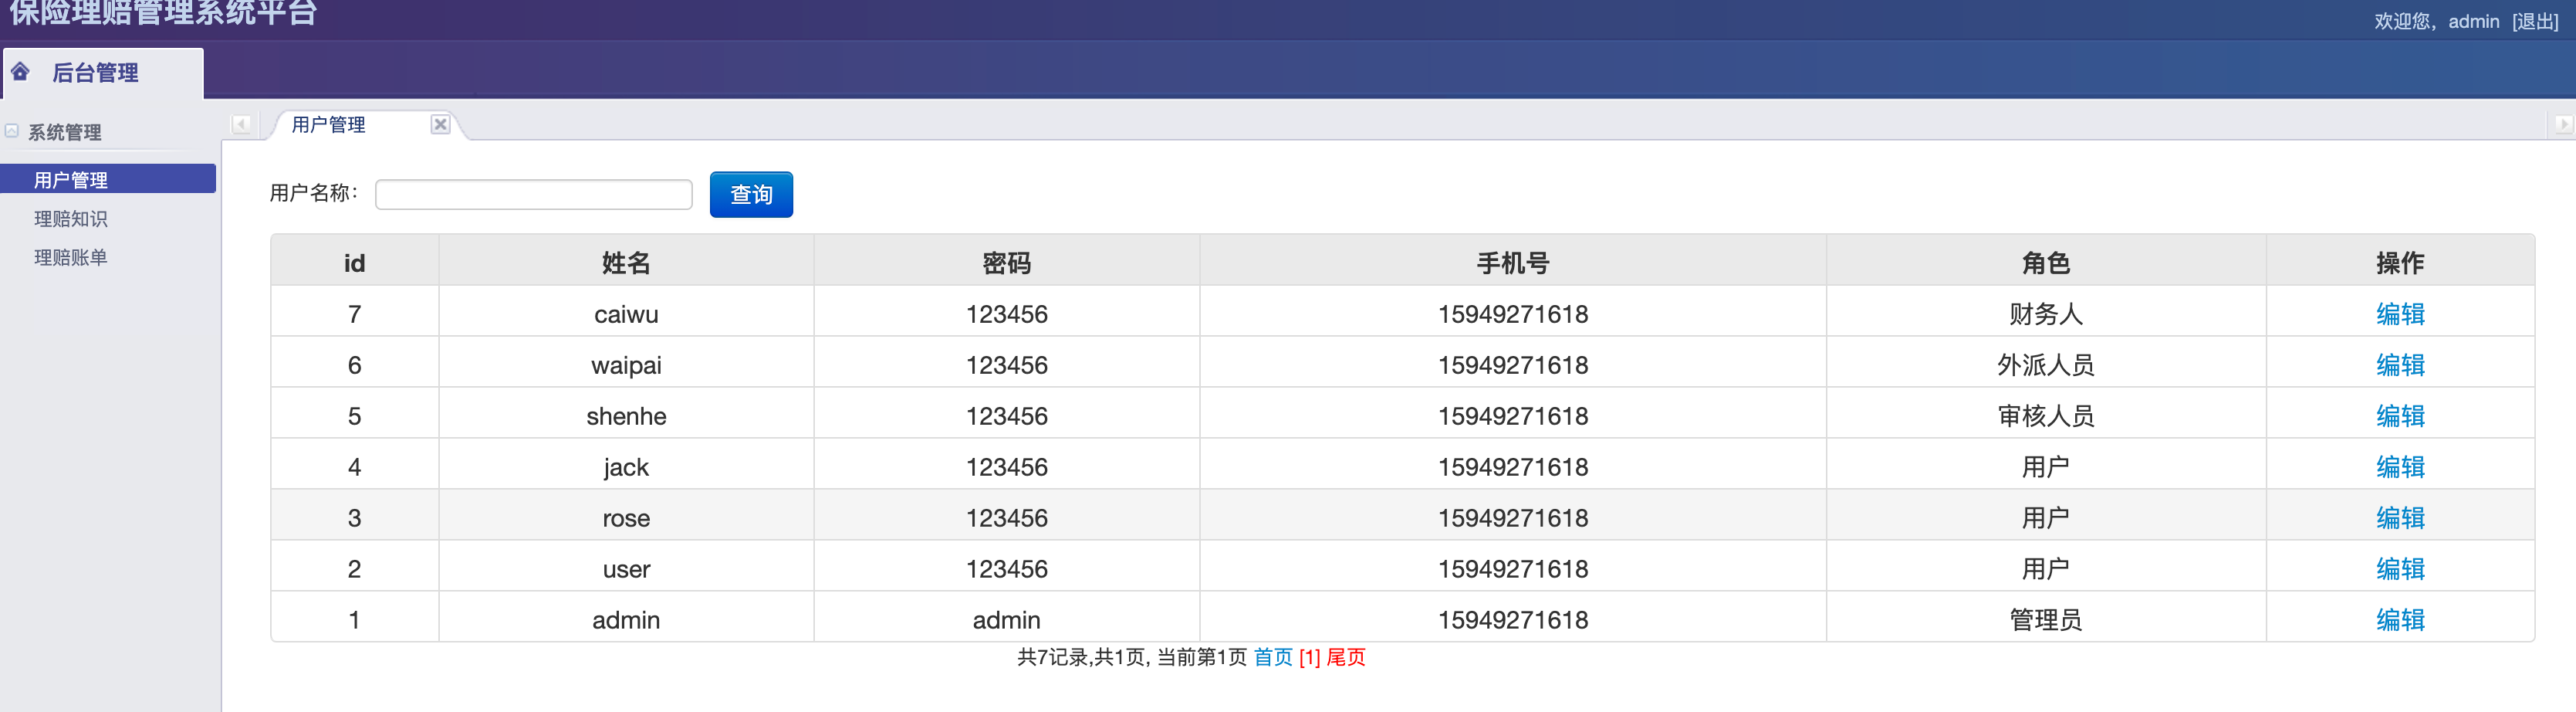 保险理赔管理系统平台
欢迎您，admin [退出]
后台管理
系统管理
用户管理
理赔知识
理赔账单
用户管理
用户名称： 查询
id 姓名 密码 手机号 角色 操作
7 caiwu 123456 15949271618 财务人 编辑
6 waipai 123456 15949271618 外派人员 编辑
5 shenhe 123456 15949271618 审核人员 编辑
4 jack 123456 15949271618 用户 编辑
3 rose 123456 15949271618 用户 编辑
2 user 123456 15949271618 用户 编辑
1 admin admin 15949271618 管理员 编辑
共7记录,共1页, 当前第1页 首页 [1] 尾页